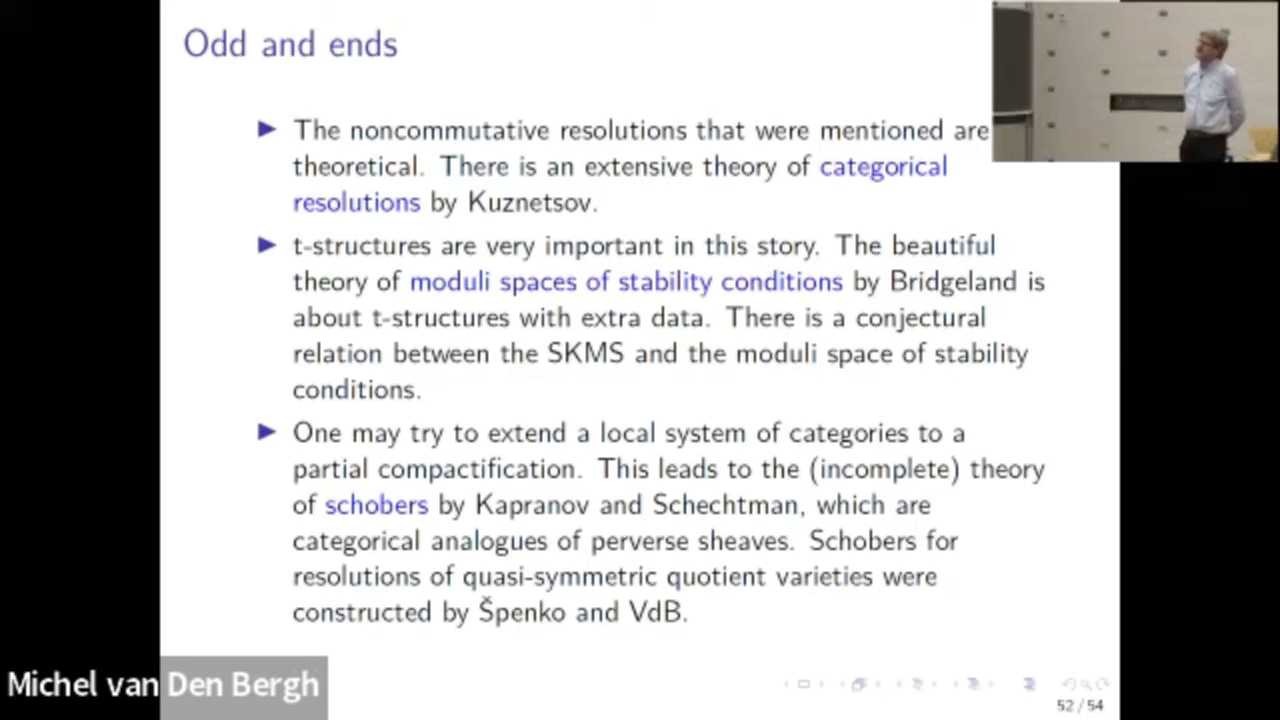 Odd and ends
▶ The noncommutative resolutions that were mentioned are
theoretical. There is an extensive theory of categorical
resolutions by Kuznetsov.
▶ t-structures are very important in this story. The beautiful
theory of moduli spaces of stability conditions by Bridgeland is
about t-structures with extra data. There is a conjectural
relation between the SKMS and the moduli space of stability
conditions.
▶ One may try to extend a local system of categories to a
partial compactification. This leads to the (incomplete) theory
of schobers by Kapranov and Schechtman, which are
categorical analogues of perverse sheaves. Schobers for
resolutions of quasi-symmetric quotient varieties were
constructed by Špenko and VdB.
Michel van Den Bergh
52 / 54